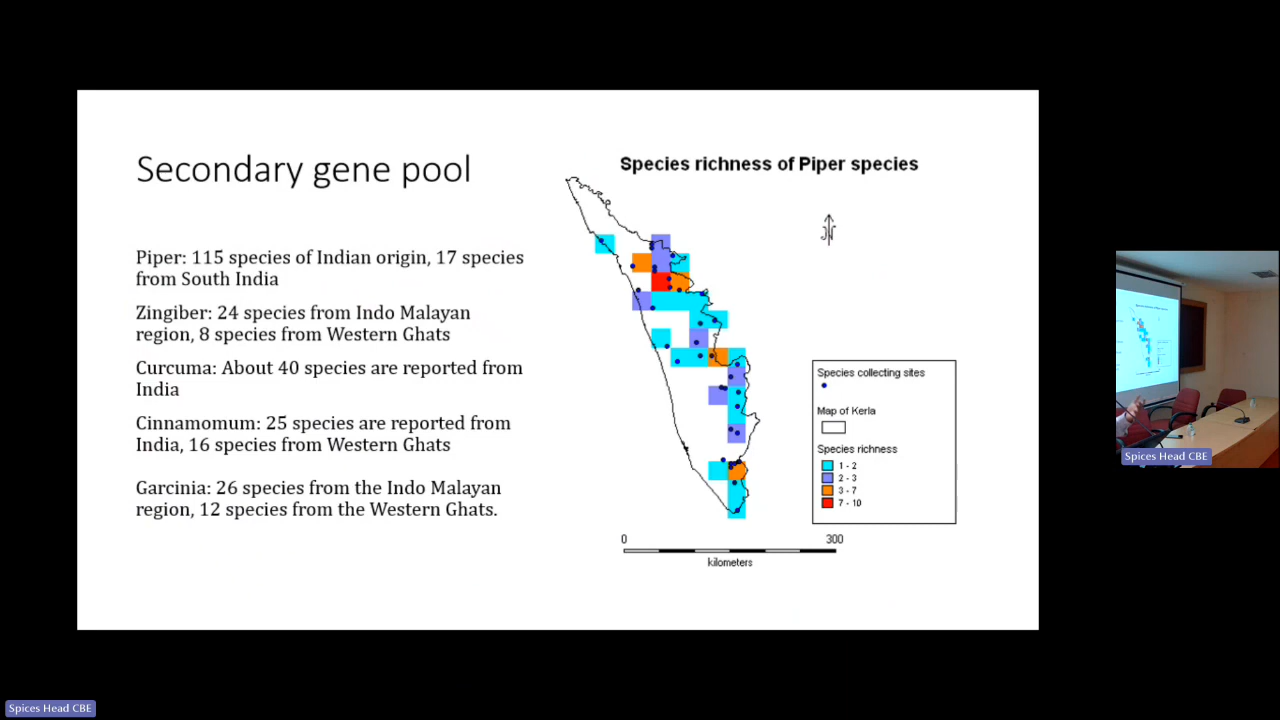 Secondary gene pool
Piper: 115 species of Indian origin, 17 species
from South India
Zingiber: 24 species from Indo Malayan
region, 8 species from Western Ghats
Curcuma: About 40 species are reported from
India
Cinnamomum: 25 species are reported from
India, 16 species from Western Ghats
Garcinia: 26 species from the Indo Malayan
region, 12 species from the Western Ghats.
Species richness of Piper species
N
Species collecting sites
Map of Kerla
Species richness
1 - 2
2 - 3
3 - 7
7 - 10
0 300
kilometers
Spices Head CBE
Spices Head CBE